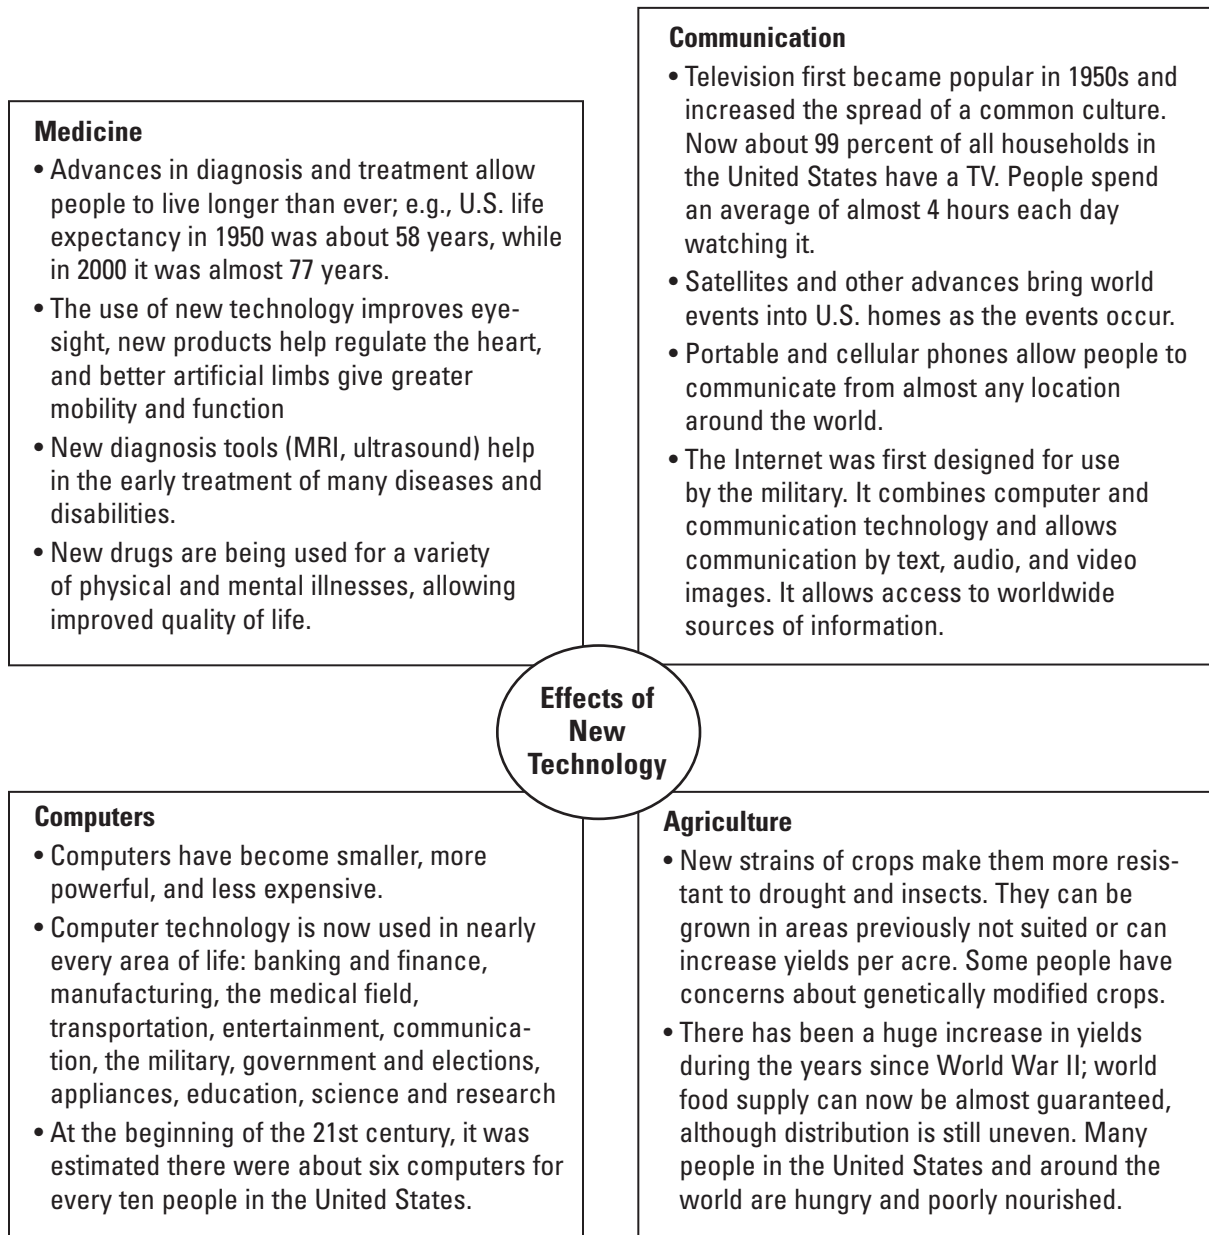 Medicine
• Advances in diagnosis and treatment allow
people to live longer than ever; e.g., U.S. life
expectancy in 1950 was about 58 years, while
in 2000 it was almost 77 years.
• The use of new technology improves eye-
sight, new products help regulate the heart,
and better artificial limbs give greater
mobility and function
• New diagnosis tools (MRI, ultrasound) help
in the early treatment of many diseases and
disabilities.
• New drugs are being used for a variety
of physical and mental illnesses, allowing
improved quality of life.
Communication
• Television first became popular in 1950s and
increased the spread of a common culture.
Now about 99 percent of all households in
the United States have a TV. People spend
an average of almost 4 hours each day
watching it.
• Satellites and other advances bring world
events into U.S. homes as the events occur.
• Portable and cellular phones allow people to
communicate from almost any location
around the world.
• The Internet was first designed for use
by the military. It combines computer and
communication technology and allows
communication by text, audio, and video
images. It allows access to worldwide
sources of information.
Effects of
New
Technology
Computers
• Computers have become smaller, more
powerful, and less expensive.
• Computer technology is now used in nearly
every area of life: banking and finance,
manufacturing, the medical field,
transportation, entertainment, communica-
tion, the military, government and elections,
appliances, education, science and research
• At the beginning of the 21st century, it was
estimated there were about six computers for
every ten people in the United States.
Agriculture
• New strains of crops make them more resis-
tant to drought and insects. They can be
grown in areas previously not suited or can
increase yields per acre. Some people have
concerns about genetically modified crops.
• There has been a huge increase in yields
during the years since World War II; world
food supply can now be almost guaranteed,
although distribution is still uneven. Many
people in the United States and around the
world are hungry and poorly nourished.